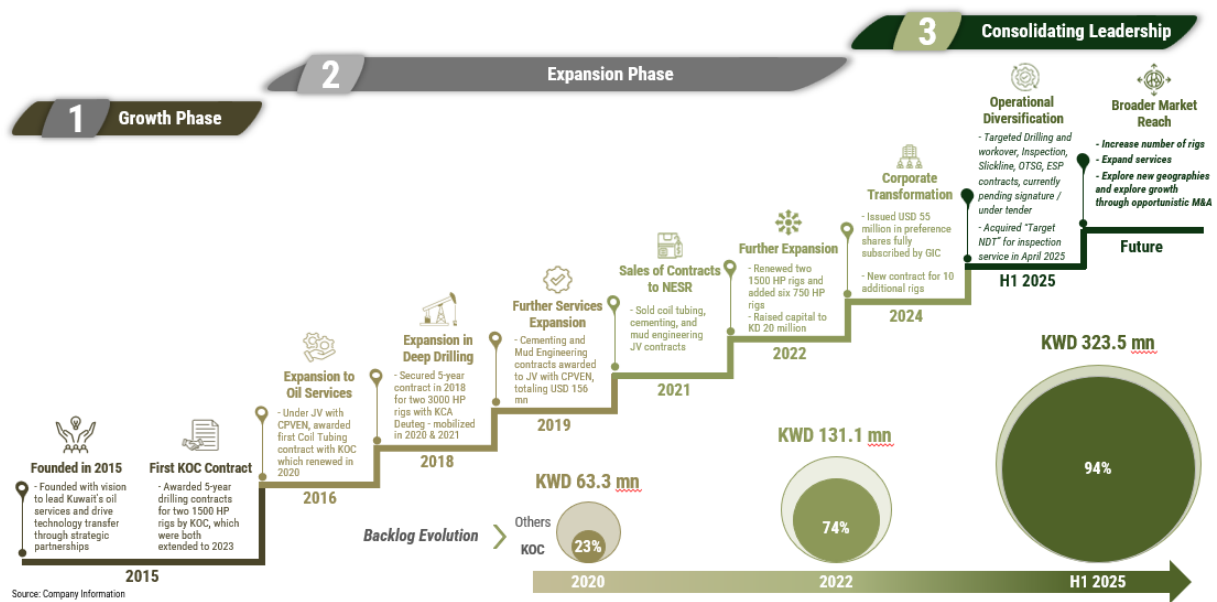 1
Growth Phase
2
Expansion Phase
3
Consolidating Leadership
Founded in 2015
- Founded with vision
to lead Kuwait's oil
services and drive
technology transfer
through strategic
partnerships
First KOC Contract
- Awarded 5-year
drilling contracts
for two 1500 HP
rigs by KOC, which
were both
extended to 2023
2015
Expansion to
Oil Services
- Under JV with
CPVEN, awarded
first Coil Tubing
contract with KOC
which renewed in
2020
2016
Expansion in
Deep Drilling
- Secured 5-year
contract in 2018
for two 3000 HP
rigs with KCA
Deuteg - mobilized
in 2020 & 2021
2018
Further Services
Expansion
- Cementing and
Mud Engineering
contracts awarded
to JV with CPVEN,
totaling USD 156
mn
2019
Sales of Contracts
to NESR
- Sold coil tubing,
cementing, and
mud engineering
JV contracts
2021
Further Expansion
- Renewed two
1500 HP rigs and
added six 750 HP
rigs
- Raised capital to
KD 20 million
2022
Corporate
Transformation
- Issued USD 55
million in preference
shares fully
subscribed by GIC
- New contract for 10
additional rigs
2024
Operational
Diversification
- Targeted Drilling and
workover, Inspection,
Slickline, OTSG, ESP
contracts, currently
pending signature /
under tender
- Acquired "Target
NDT" for inspection
service in April 2025
H1 2025
Broader Market
Reach
- Increase number of rigs
- Expand services
- Explore new geographies
and explore growth
through opportunistic M&A
Future
Backlog Evolution
Others
KOC
KWD 63.3 mn
23%
2020
KWD 131.1 mn
74%
2022
KWD 323.5 mn
94%
H1 2025
Source: Company Information